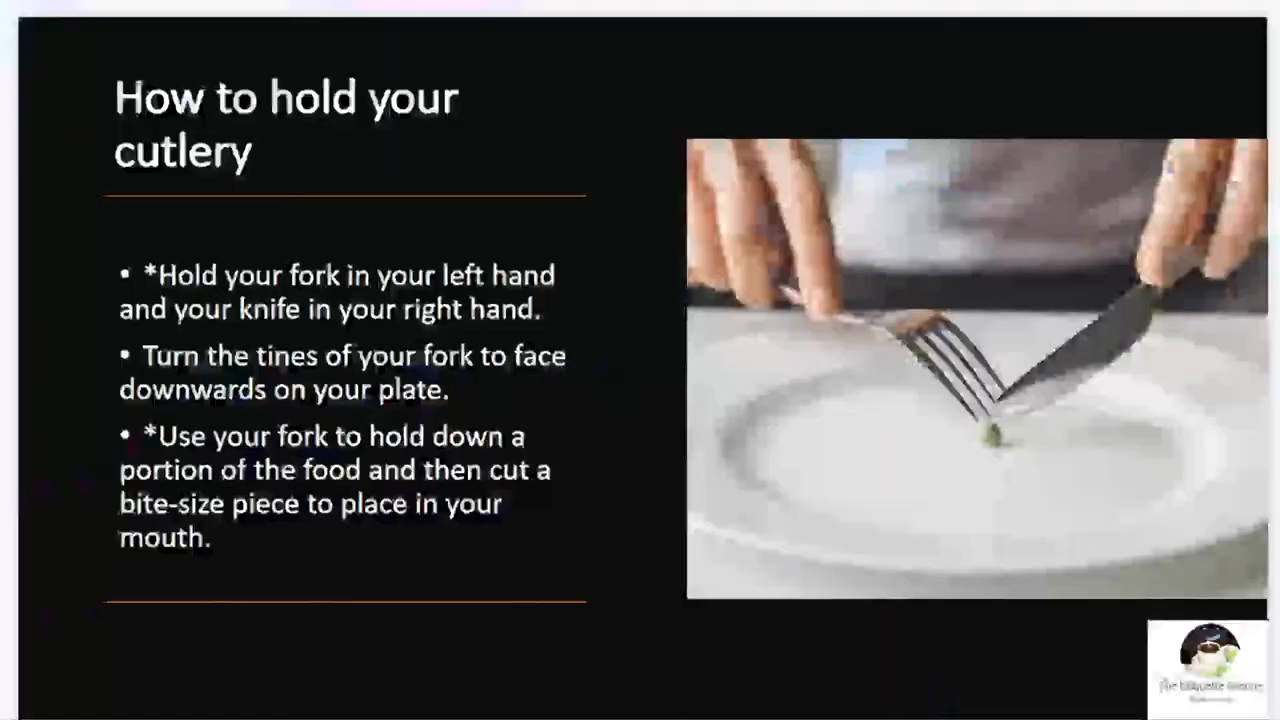 How to hold your
cutlery
• *Hold your fork in your left hand
and your knife in your right hand.
• Turn the tines of your fork to face
downwards on your plate.
• *Use your fork to hold down a
portion of the food and then cut a
bite-size piece to place in your
mouth.